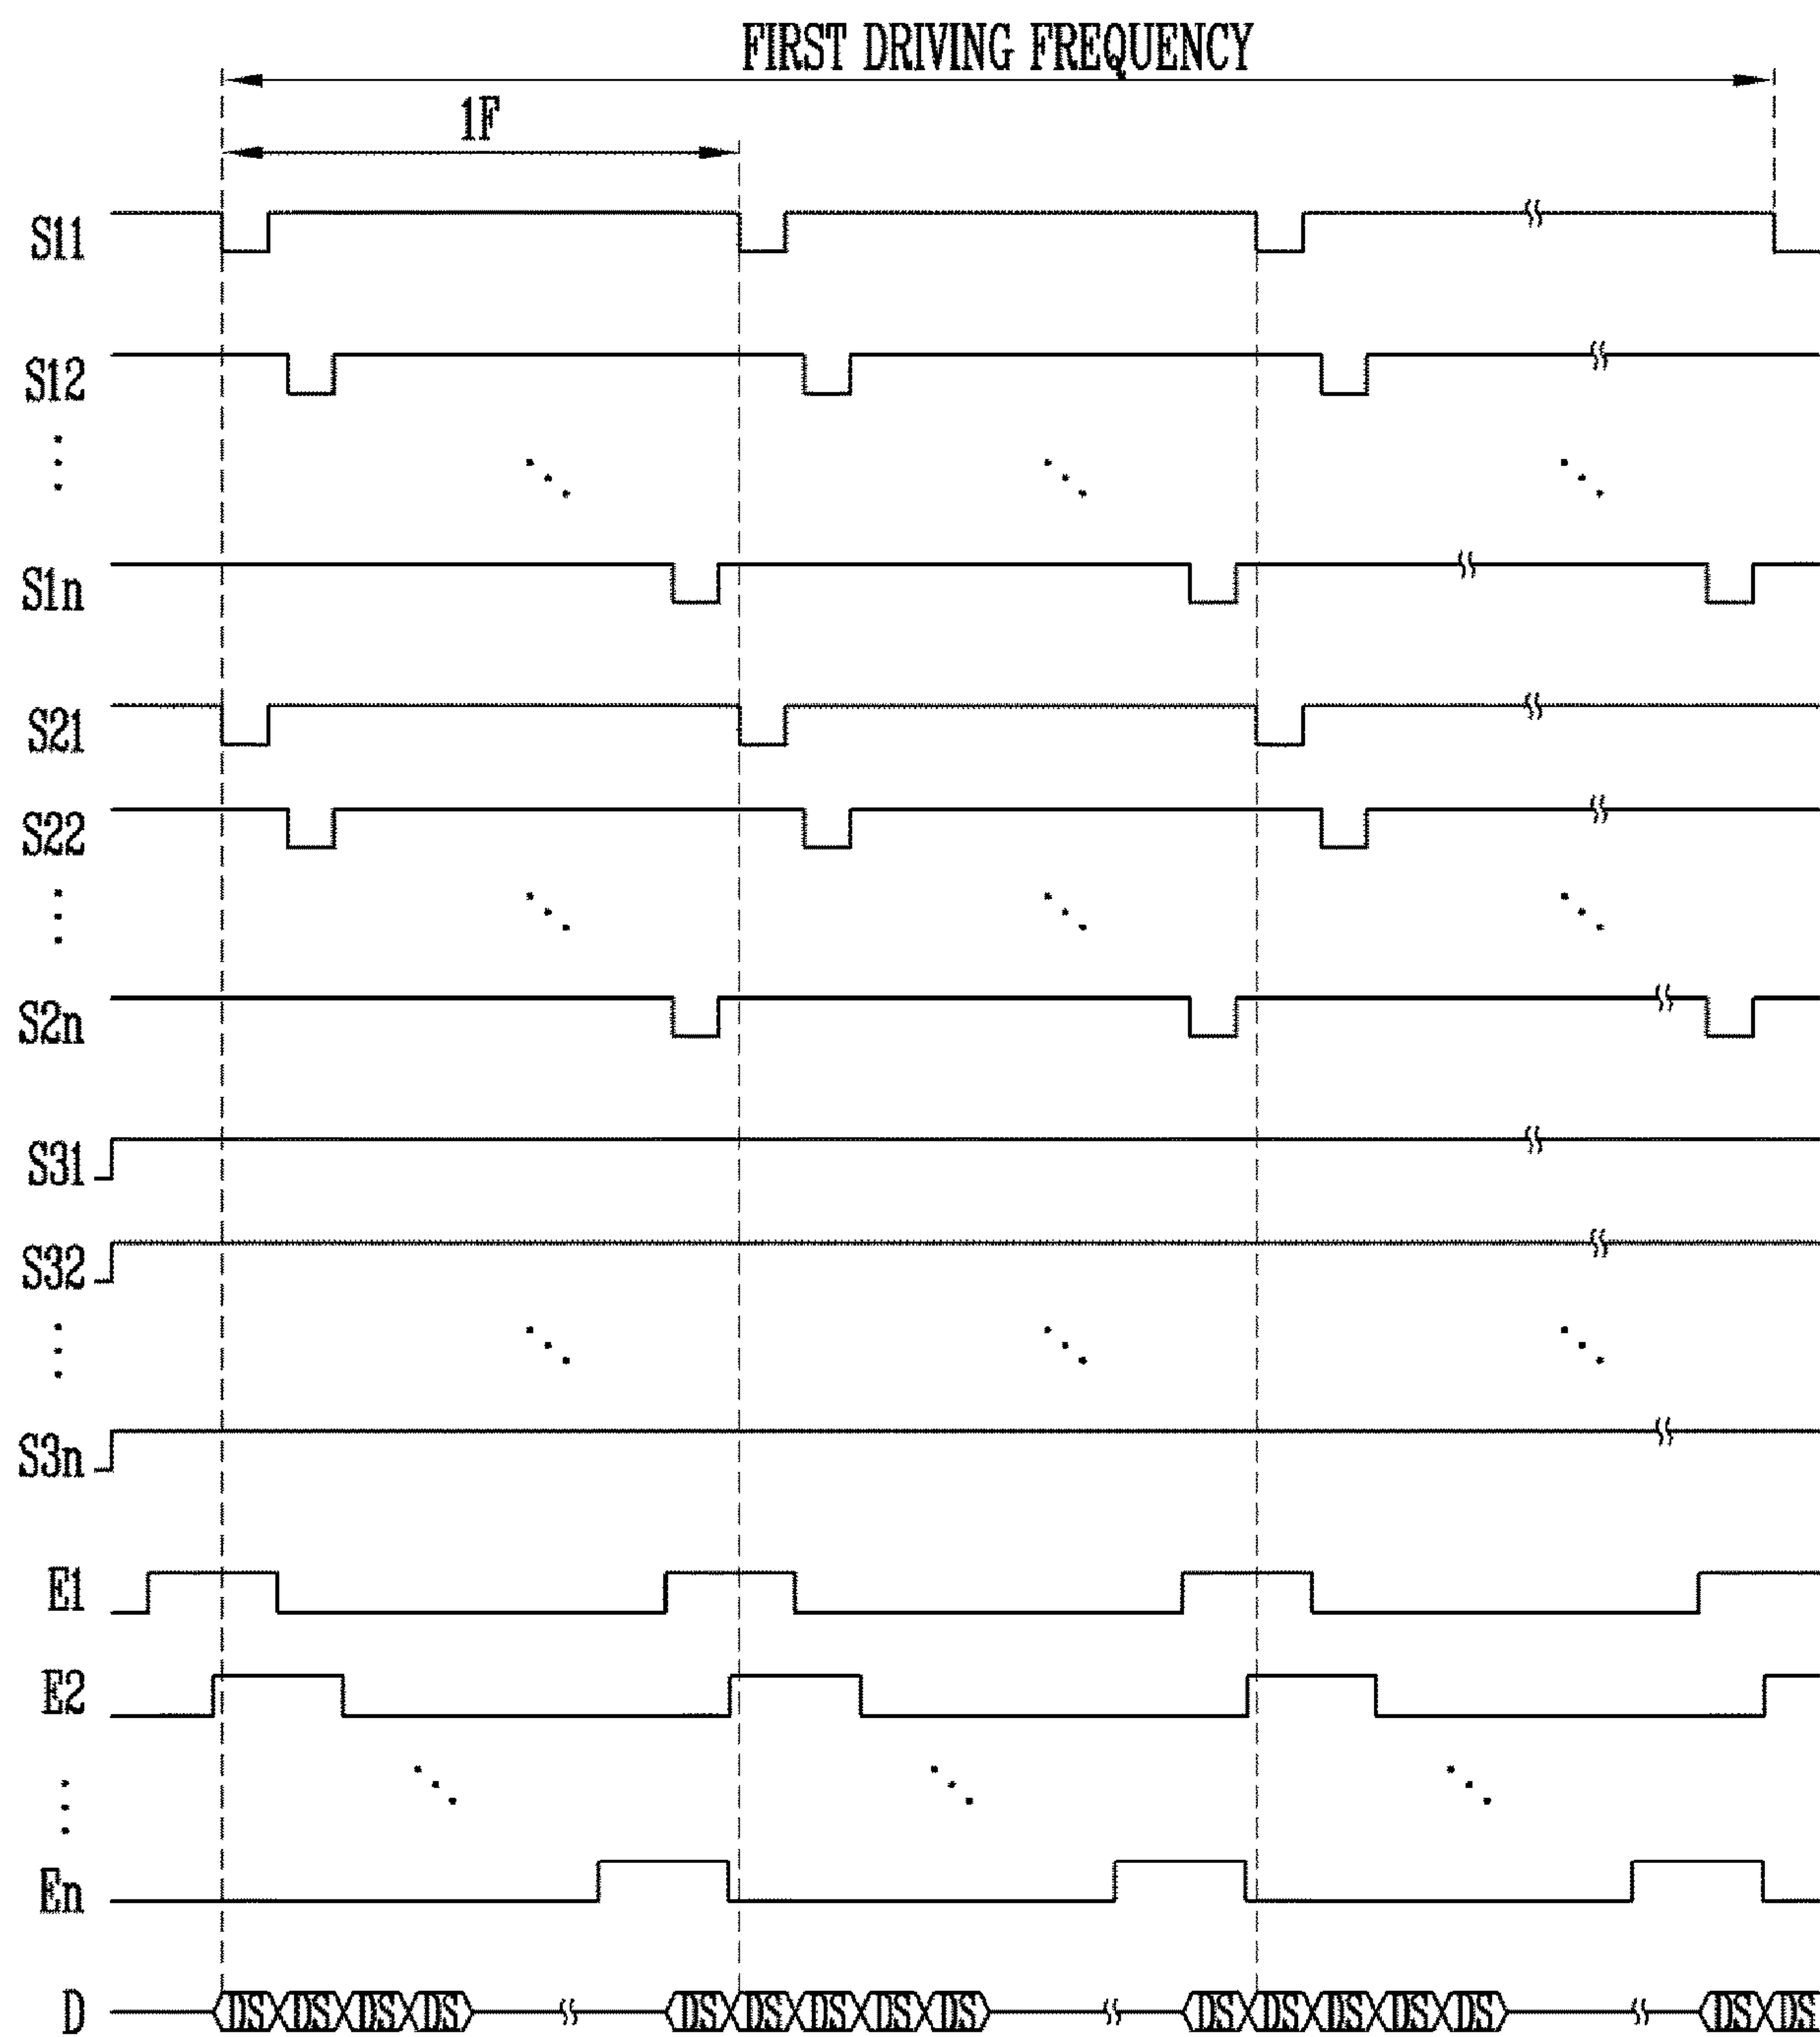 FIRST DRIVING FREQUENCY
1F
S11
S12
S1n
S21
S22
S2n
S31
S32
S3n
E1
E2
En
D DS DS DS DS DS DS DS DS DS DS DS DS DS DS DS DS